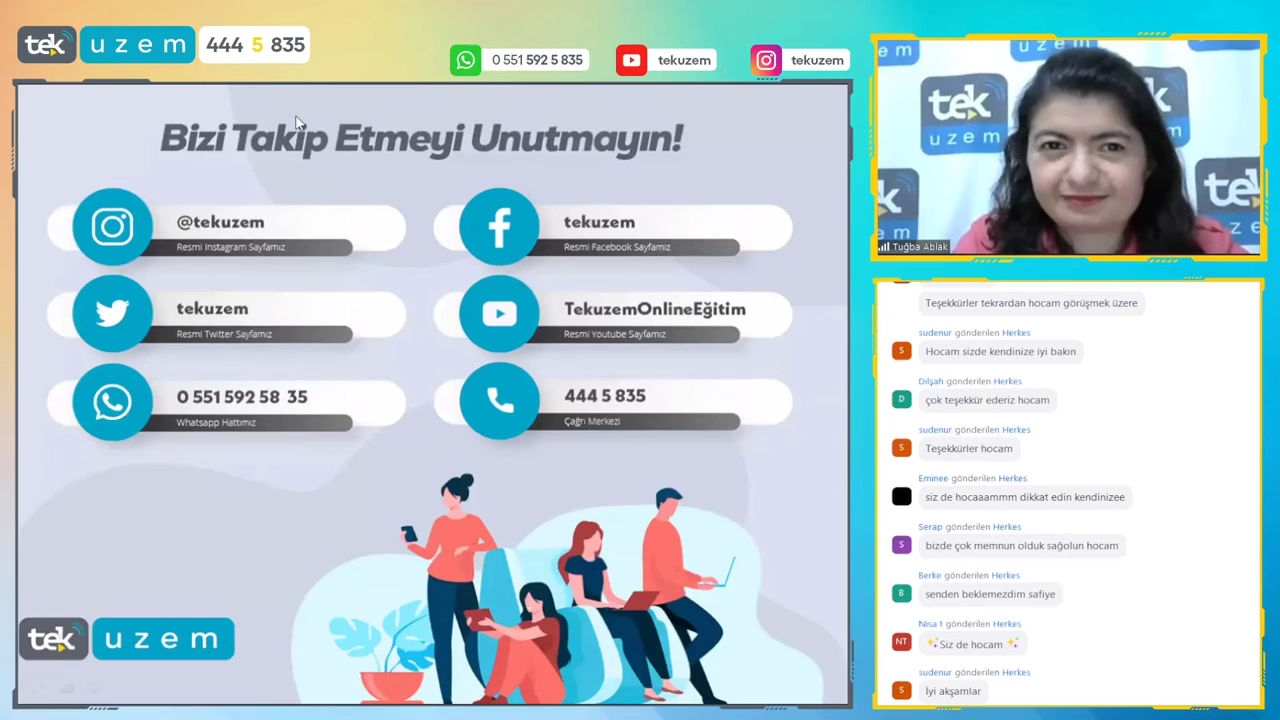 tek uzem 444 5 835
0 551 592 5 835
tekuzem
tekuzem
Bizi Takip Etmeyi Unutmayın!
@tekuzem
Resmi Instagram Sayfamız
tekuzem
Resmi Facebook Sayfamız
tekuzem
Resmi Twitter Sayfamız
TekuzemOnlineEğitim
Resmi Youtube Sayfamız
0 551 592 58 35
Whatsapp Hattımız
444 5 835
Çağrı Merkezi
tek uzem
uzem
tek
uzem
tek
Tuğba Ablak
Teşekkürler tekrardan hocam görüşmek üzere
sudenur gönderilen Herkes
S
Hocam sizde kendinize iyi bakın
Dilşah gönderilen Herkes
D
çok teşekkür ederiz hocam
sudenur gönderilen Herkes
S
Teşekkürler hocam
Eminee gönderilen Herkes
siz de hocaaammm dikkat edin kendinizee
Serap gönderilen Herkes
S
bizde çok memnun olduk sağolun hocam
Berke gönderilen Herkes
B
senden beklemezdim safiye
Nisa t gönderilen Herkes
NT
✨Siz de hocam ✨
sudenur gönderilen Herkes
S
İyi akşamlar